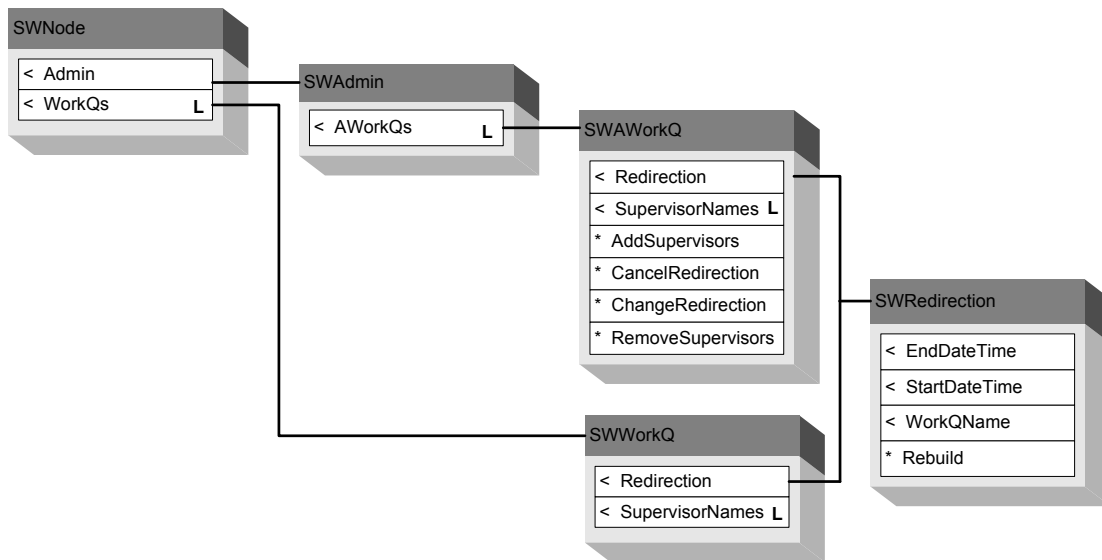 SWNode
< Admin
< WorkQs L
SWAdmin
< AWorkQs L
SWAWorkQ
< Redirection
< SupervisorNames L
* AddSupervisors
* CancelRedirection
* ChangeRedirection
* RemoveSupervisors
SWRedirection
< EndDateTime
< StartDateTime
< WorkQName
* Rebuild
SWWorkQ
< Redirection
< SupervisorNames L